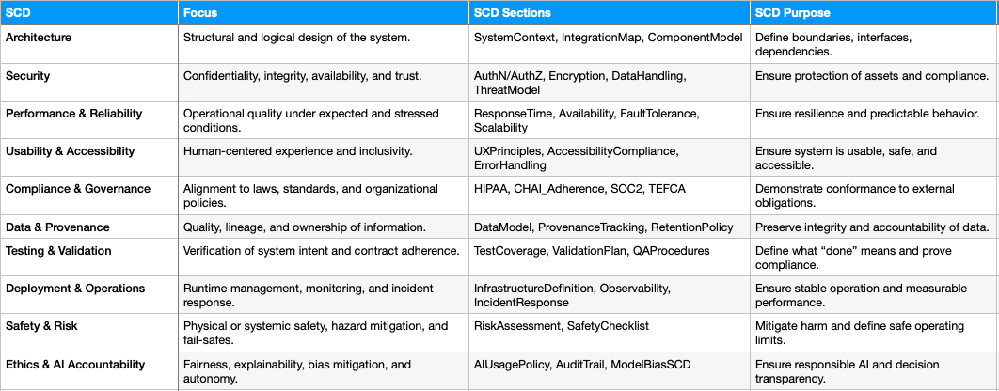 SCD Focus SCD Sections SCD Purpose
Architecture Structural and logical design of the system. SystemContext, IntegrationMap, ComponentModel Define boundaries, interfaces,
dependencies.
Security Confidentiality, integrity, availability, and trust. AuthN/AuthZ, Encryption, DataHandling, Ensure protection of assets and compliance.
ThreatModel
Performance & Reliability Operational quality under expected and stressed ResponseTime, Availability, FaultTolerance, Ensure resilience and predictable behavior.
conditions. Scalability
Usability & Accessibility Human-centered experience and inclusivity. UXPrinciples, AccessibilityCompliance, Ensure system is usable, safe, and
ErrorHandling accessible.
Compliance & Governance Alignment to laws, standards, and organizational HIPAA, CHAI_Adherence, SOC2, TEFCA Demonstrate conformance to external
policies. obligations.
Data & Provenance Quality, lineage, and ownership of information. DataModel, ProvenanceTracking, RetentionPolicy Preserve integrity and accountability of data.
Testing & Validation Verification of system intent and contract adherence. TestCoverage, ValidationPlan, QAProcedures Define what “done” means and prove
compliance.
Deployment & Operations Runtime management, monitoring, and incident InfrastructureDefinition, Observability, Ensure stable operation and measurable
response. IncidentResponse performance.
Safety & Risk Physical or systemic safety, hazard mitigation, and RiskAssessment, SafetyChecklist Mitigate harm and define safe operating
fail-safes. limits.
Ethics & AI Accountability Fairness, explainability, bias mitigation, and AIUsagePolicy, AuditTrail, ModelBiasSCD Ensure responsible AI and decision
autonomy. transparency.